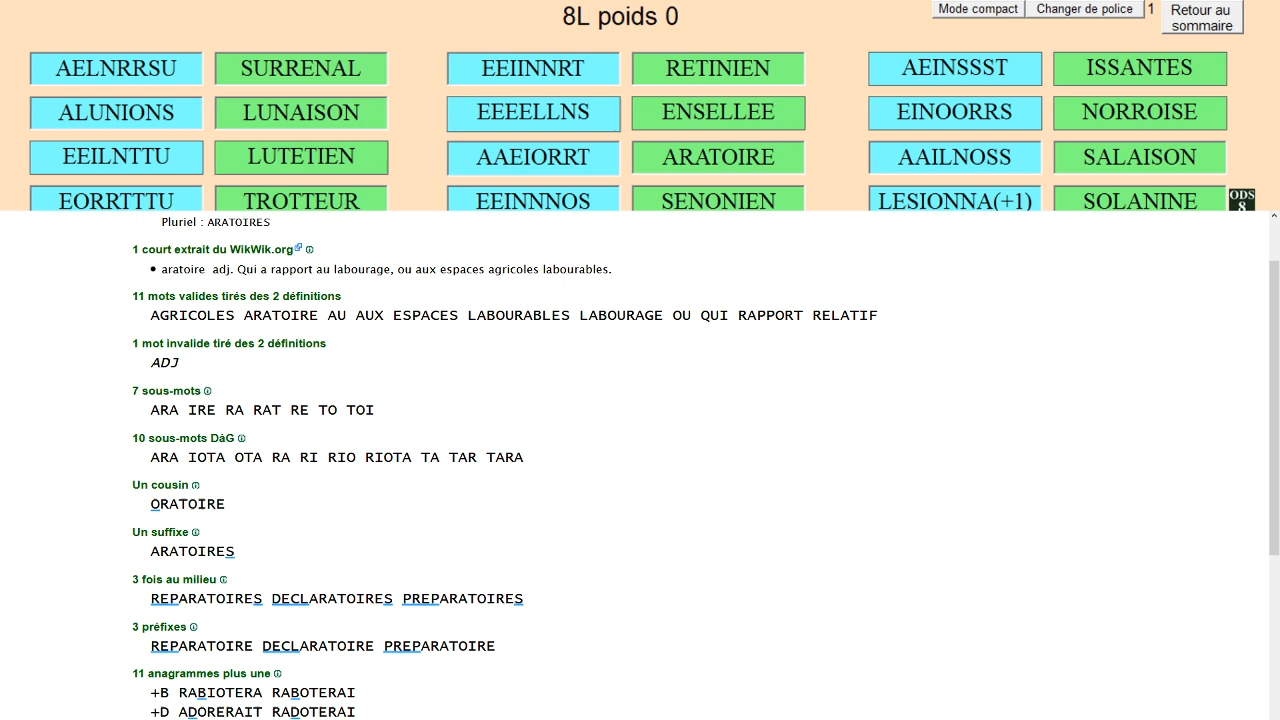 8L poids 0
Mode compact Changer de police 1 Retour au sommaire
AELNRRSU SURRENAL EEIINNRT RETINIEN AEINSSST ISSANTES
ALUNIONS LUNAISON EEEELLNS ENSELLEE EINOORRS NORROISE
EEILNTTU LUTETIEN AAEIORRT ARATOIRE AAILNOSS SALAISON
EORRTTTU TROTTEUR EEINNNOS SENONIEN LESIONNA(+1) SOLANINE ODS 8
Pluriel : ARATOIRES
1 court extrait du WikWik.org
• aratoire adj. Qui a rapport au labourage, ou aux espaces agricoles labourables.
11 mots valides tirés des 2 définitions
AGRICOLES ARATOIRE AU AUX ESPACES LABOURABLES LABOURAGE OU QUI RAPPORT RELATIF
1 mot invalide tiré des 2 définitions
ADJ
7 sous-mots
ARA IRE RA RAT RE TO TOI
10 sous-mots DàG
ARA IOTA OTA RA RI RIO RIOTA TA TAR TARA
Un cousin
ORATOIRE
Un suffixe
ARATOIRES
3 fois au milieu
REPARATOIRES DECLARATOIRES PREPARATOIRES
3 préfixes
REPARATOIRE DECLARATOIRE PREPARATOIRE
11 anagrammes plus une
+B RABIOTERA RABOTERAI
+D ADORERAIT RADOTERAI